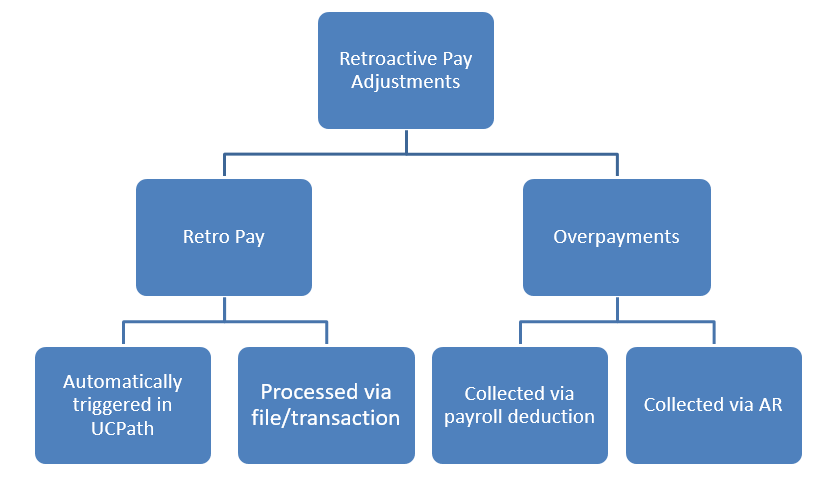 Retroactive Pay
Adjustments
Retro Pay
Overpayments
Automatically
triggered in
UCPath
Processed via
file/transaction
Collected via
payroll deduction
Collected via AR